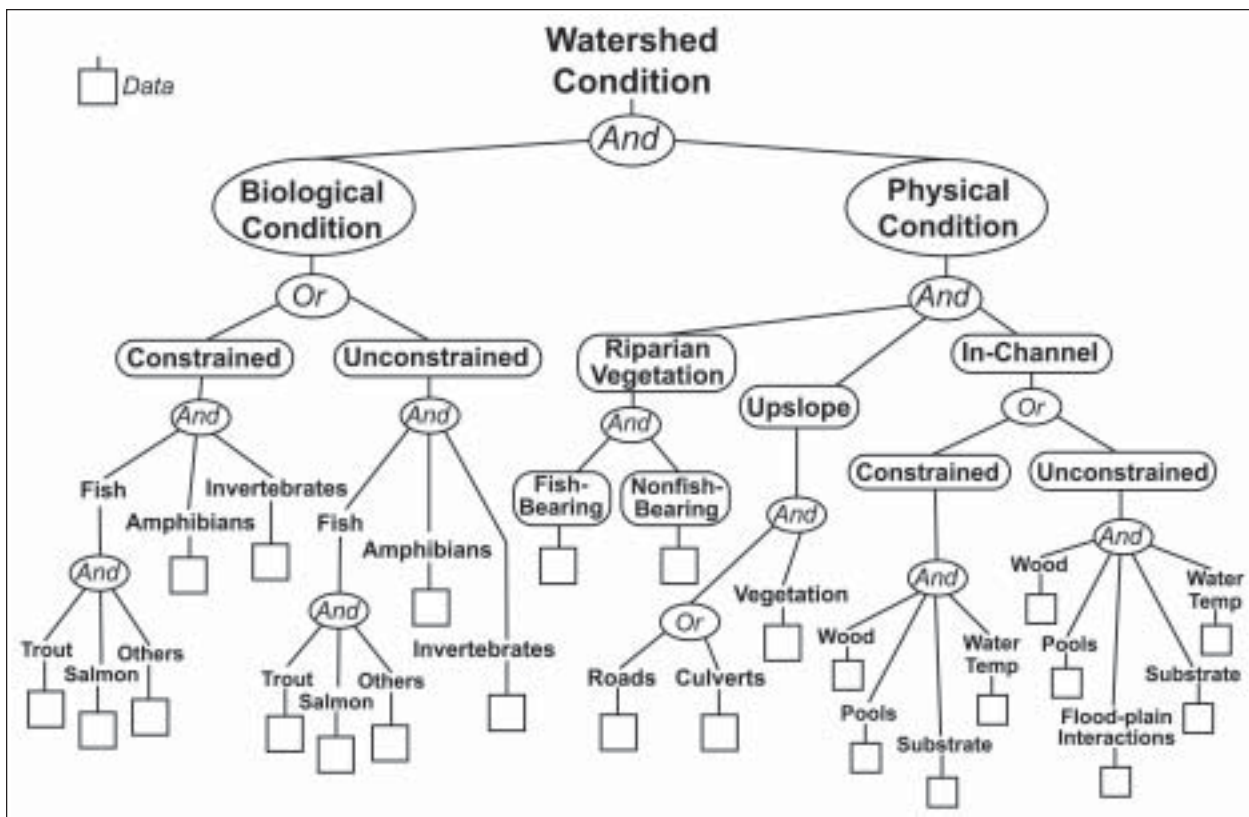 Watershed
Condition
Data
And
Biological
Condition
Physical
Condition
Or
And
Constrained
Unconstrained
Riparian
Vegetation
In-Channel
Upslope
And
And
And
Or
Constrained
Unconstrained
Fish
Invertebrates
Amphibians
Fish
Amphibians
Fish-
Bearing
Nonfish-
Bearing
And
And
And
And
And
Wood
Water
Temp
Vegetation
Or
Wood
Water
Temp
Pools
Trout
Salmon
Others
Trout
Salmon
Others
Invertebrates
Roads
Culverts
Pools
Substrate
Substrate
Flood-plain
Interactions